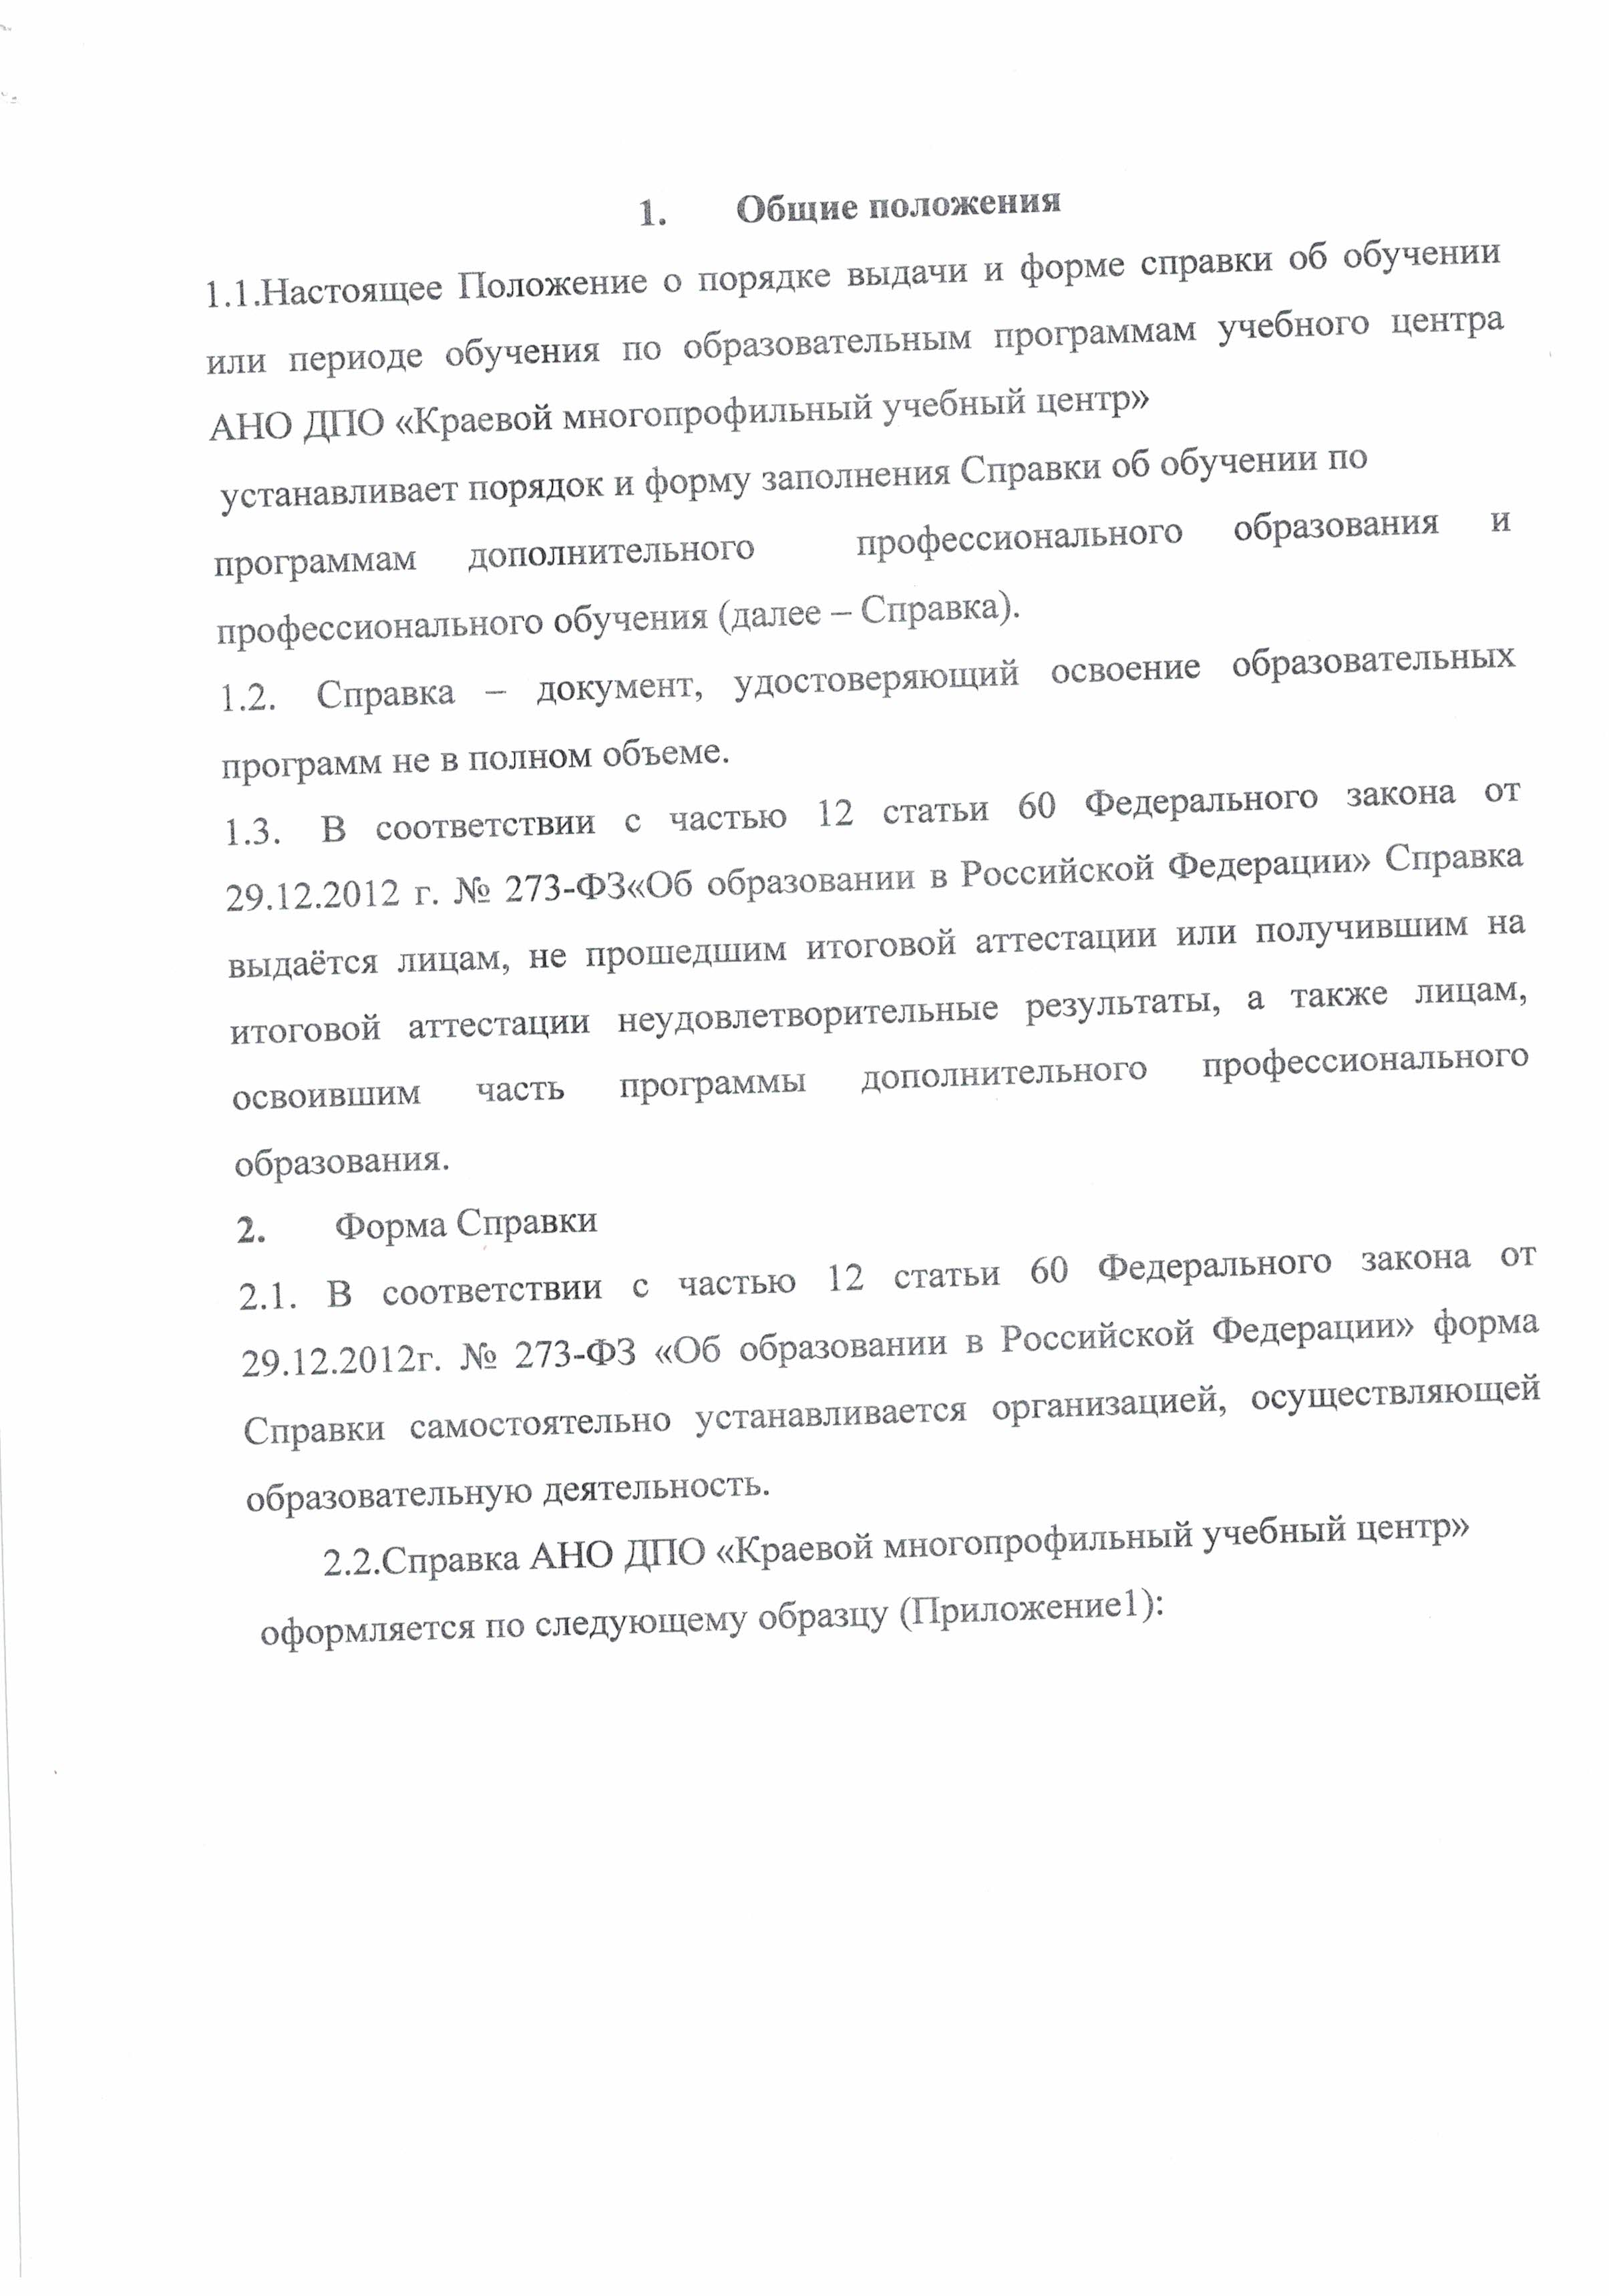 1. Общие положения
1.1.Настоящее Положение о порядке выдачи и форме справки об обучении
или периоде обучения по образовательным программам учебного центра
АНО ДПО «Краевой многопрофильный учебный центр»
устанавливает порядок и форму заполнения Справки об обучении по
программам дополнительного профессионального образования и
профессионального обучения (далее – Справка).
1.2. Справка – документ, удостоверяющий освоение образовательных
программ не в полном объеме.
1.3. В соответствии с частью 12 статьи 60 Федерального закона от
29.12.2012 г. № 273-ФЗ«Об образовании в Российской Федерации» Справка
выдаётся лицам, не прошедшим итоговой аттестации или получившим на
итоговой аттестации неудовлетворительные результаты, а также лицам,
освоившим часть программы дополнительного профессионального
образования.
2. Форма Справки
2.1. В соответствии с частью 12 статьи 60 Федерального закона от
29.12.2012г. № 273-ФЗ «Об образовании в Российской Федерации» форма
Справки самостоятельно устанавливается организацией, осуществляющей
образовательную деятельность.
2.2.Справка АНО ДПО «Краевой многопрофильный учебный центр»
оформляется по следующему образцу (Приложение1):